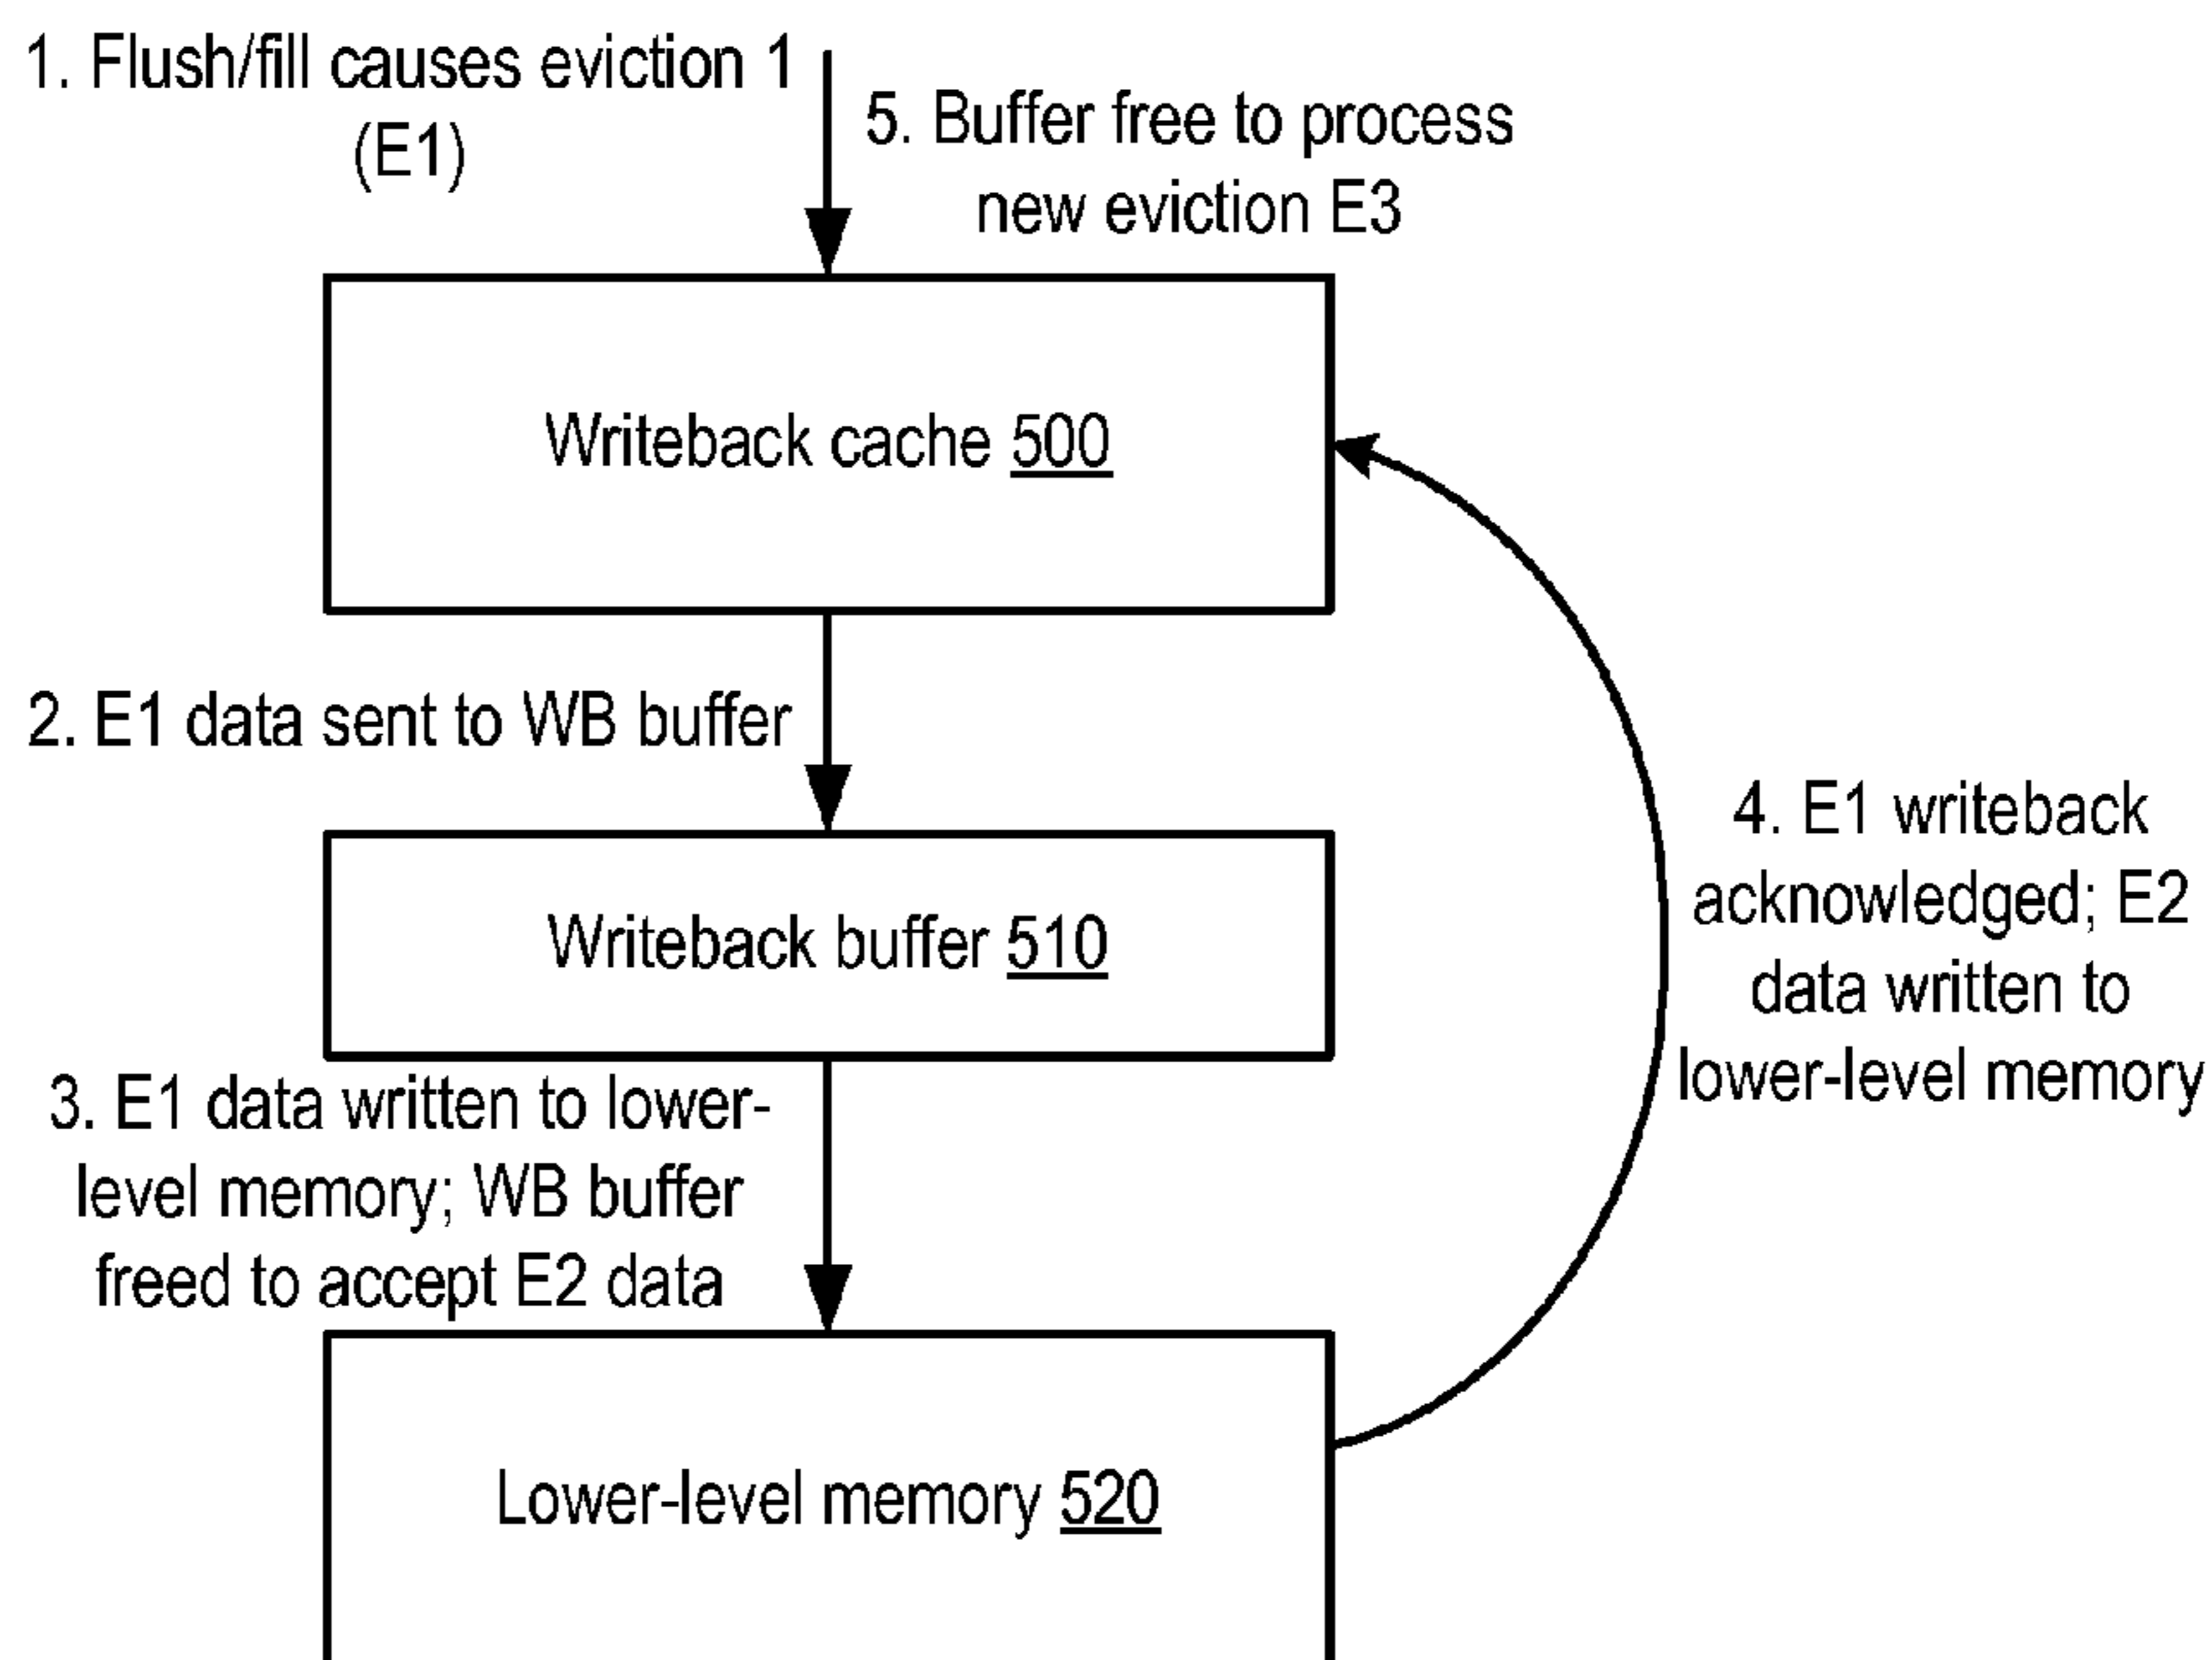 1. Flush/fill causes eviction 1
(E1)
5. Buffer free to process
new eviction E3
Writeback cache 500
2. E1 data sent to WB buffer
Writeback buffer 510
4. E1 writeback
acknowledged; E2
data written to
lower-level memory
3. E1 data written to lower-
level memory; WB buffer
freed to accept E2 data
Lower-level memory 520